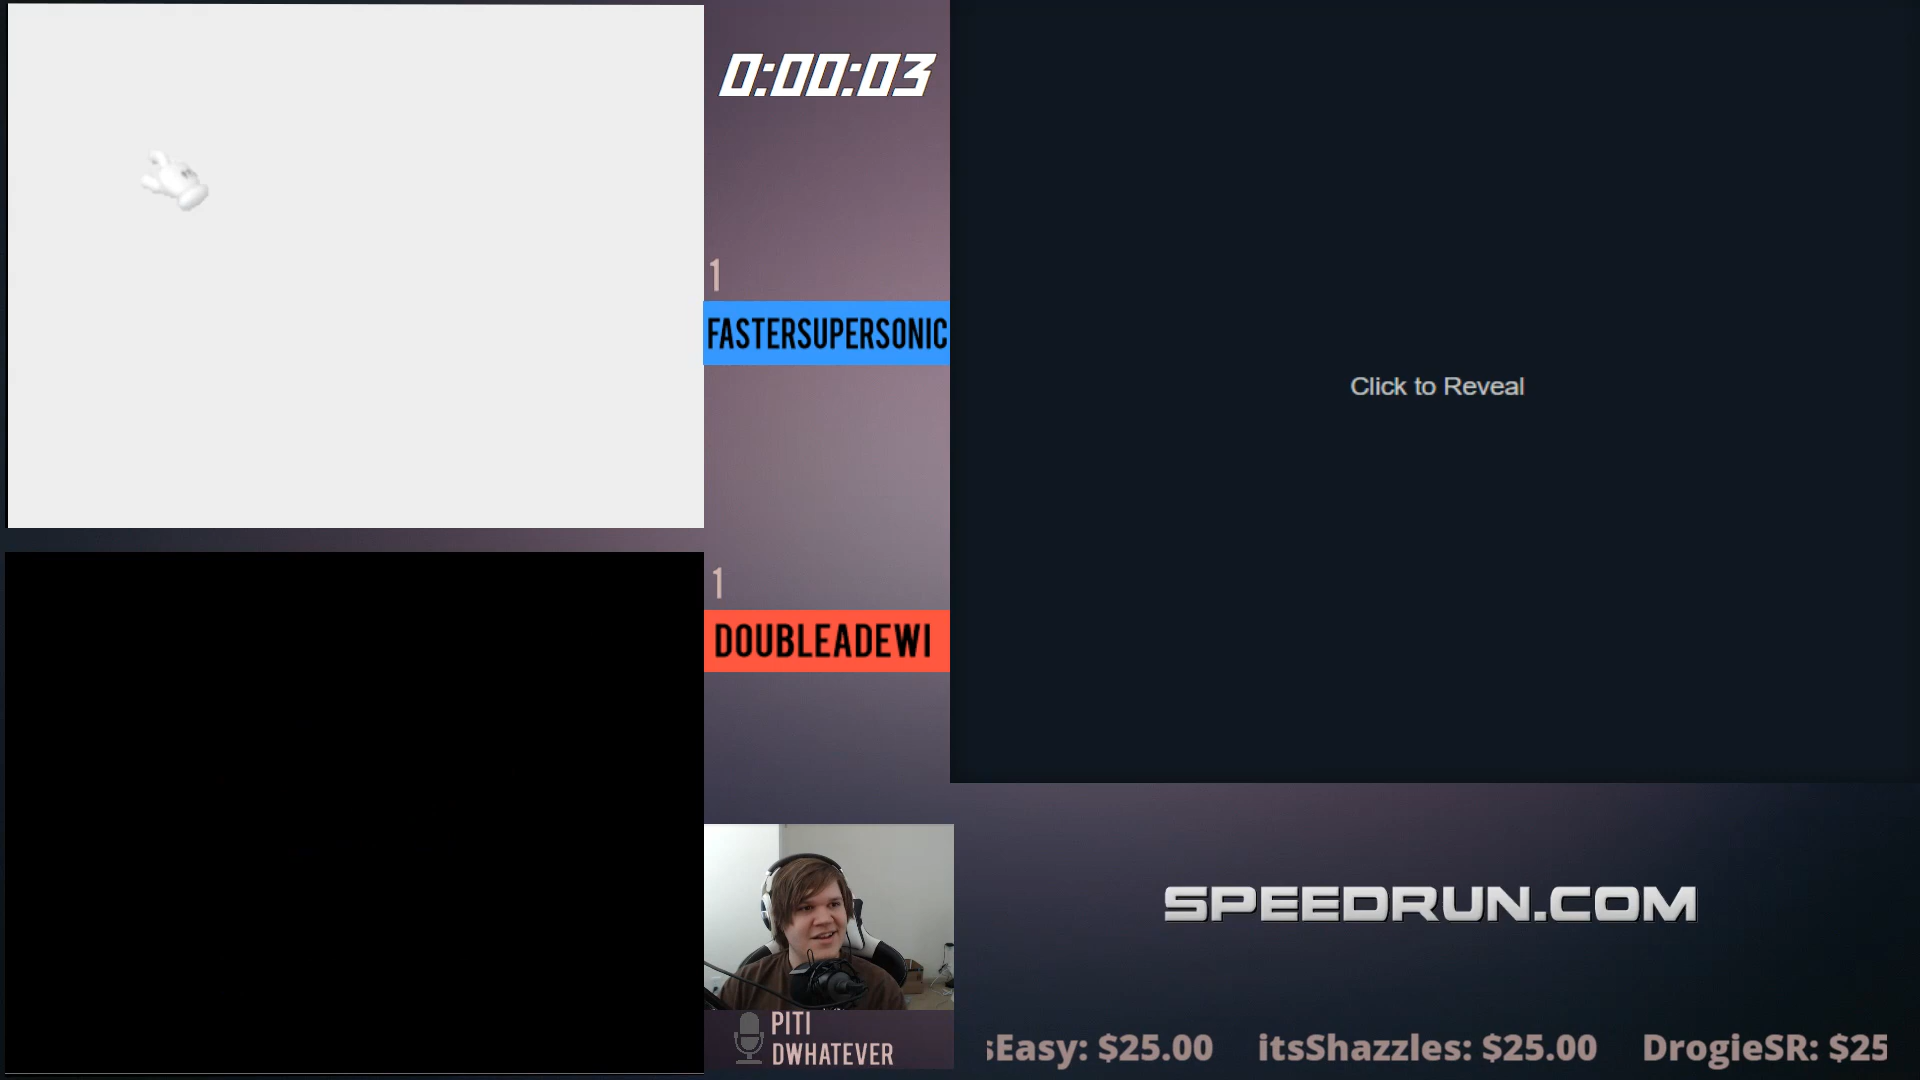 0:00:03
1
FASTERSUPERSONIC
1
DOUBLEADEWI
Click to Reveal
PITI
DWHATEVER
SPEEDRUN.COM
sEasy: $25.00 itsShazzles: $25.00 DrogieSR: $25